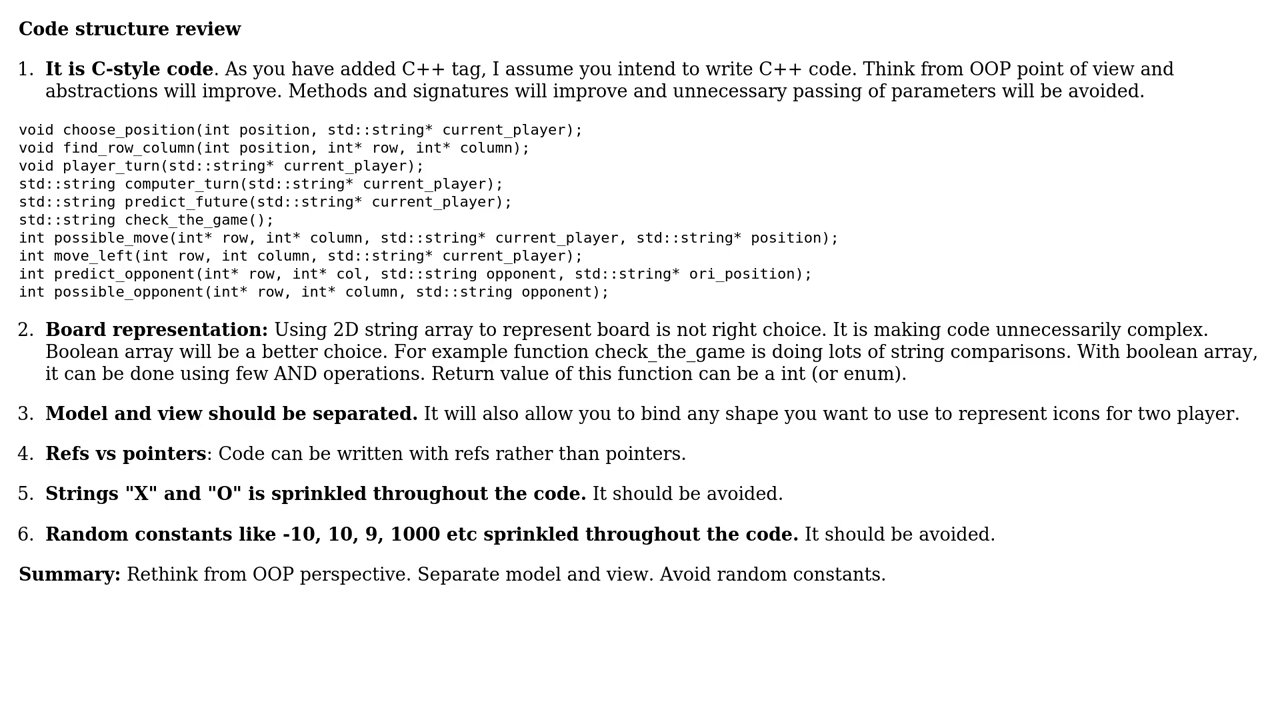 Code structure review
1. It is C-style code. As you have added C++ tag, I assume you intend to write C++ code. Think from OOP point of view and
abstractions will improve. Methods and signatures will improve and unnecessary passing of parameters will be avoided.
void choose_position(int position, std::string* current_player);
void find_row_column(int position, int* row, int* column);
void player_turn(std::string* current_player);
std::string computer_turn(std::string* current_player);
std::string predict_future(std::string* current_player);
std::string check_the_game();
int possible_move(int* row, int* column, std::string* current_player, std::string* position);
int move_left(int row, int column, std::string* current_player);
int predict_opponent(int* row, int* col, std::string opponent, std::string* ori_position);
int possible_opponent(int* row, int* column, std::string opponent);
2. Board representation: Using 2D string array to represent board is not right choice. It is making code unnecessarily complex.
Boolean array will be a better choice. For example function check_the_game is doing lots of string comparisons. With boolean array,
it can be done using few AND operations. Return value of this function can be a int (or enum).
3. Model and view should be separated. It will also allow you to bind any shape you want to use to represent icons for two player.
4. Refs vs pointers: Code can be written with refs rather than pointers.
5. Strings "X" and "O" is sprinkled throughout the code. It should be avoided.
6. Random constants like -10, 10, 9, 1000 etc sprinkled throughout the code. It should be avoided.
Summary: Rethink from OOP perspective. Separate model and view. Avoid random constants.